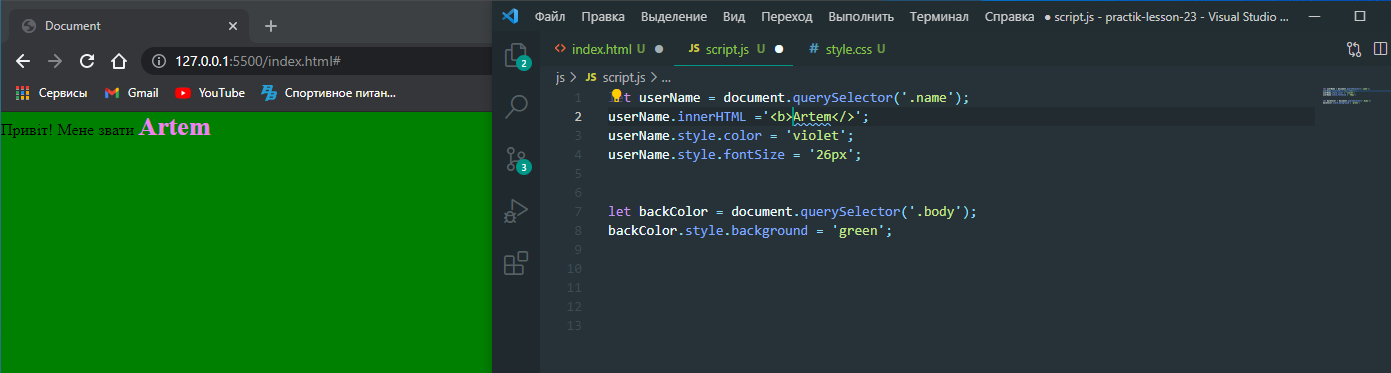 Document
127.0.0.1:5500/index.html#
Сервисы Gmail YouTube Спортивное питан...
Привіт! Мене звати Artem
Файл Правка Выделение Вид Переход Выполнить Терминал Справка ● script.js - practik-lesson-23 - Visual Studio ...
<> index.html U JS script.js U # style.css U
js > JS script.js > ...
1 let userName = document.querySelector('.name');
2 userName.innerHTML ='<b>Artem</>';
3 userName.style.color = 'violet';
4 userName.style.fontSize = '26px';
5
6
7 let backColor = document.querySelector('.body');
8 backColor.style.background = 'green';
9
10
11
12
13
2
3